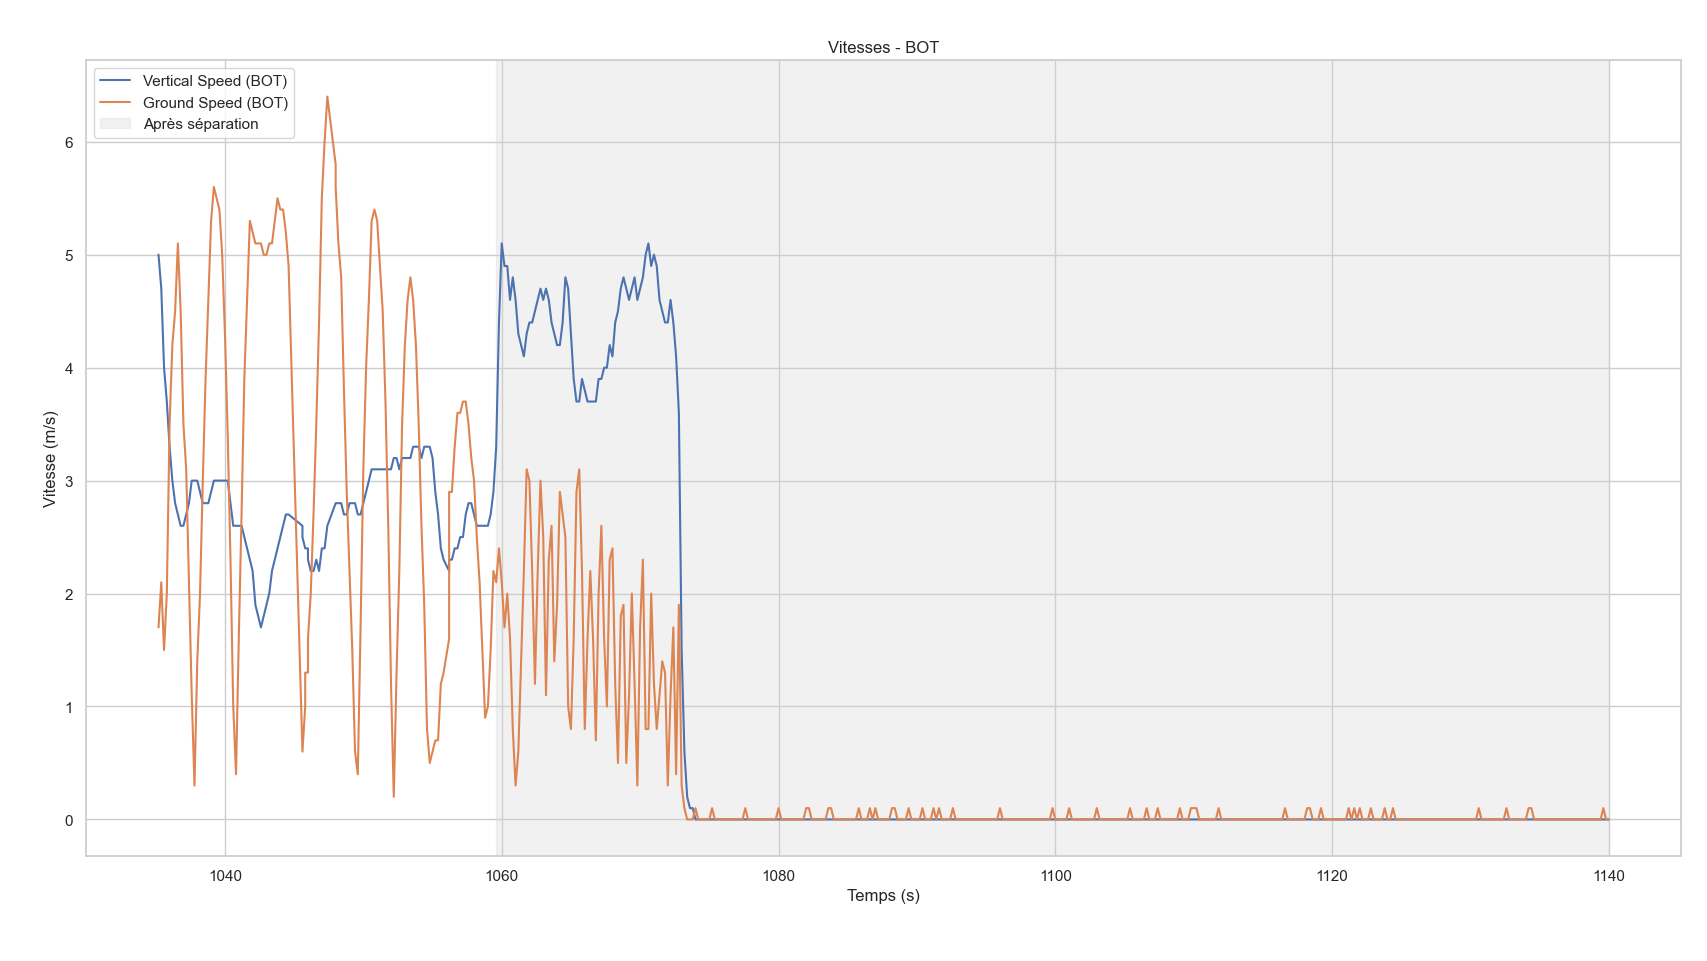 Vitesses - BOT
Vertical Speed (BOT)
Ground Speed (BOT)
Après séparation
6
5
4
3
2
1
0
Vitesse (m/s)
1040
1060
1080
1100
1120
1140
Temps (s)